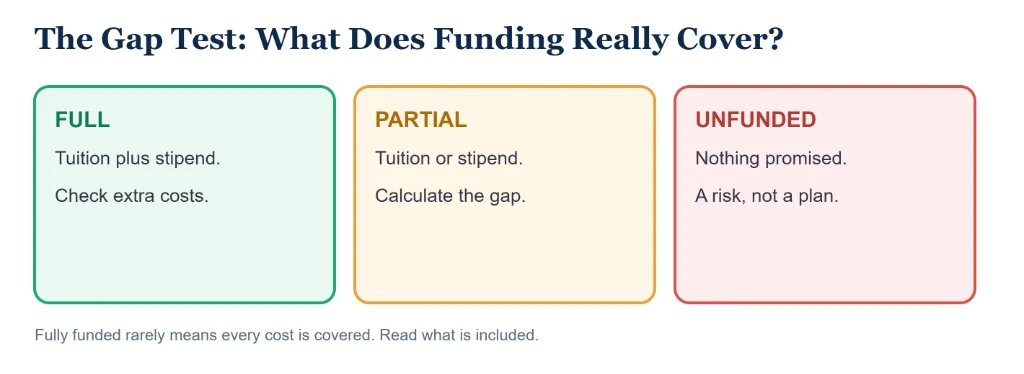 The Gap Test: What Does Funding Really Cover?
FULL
Tuition plus stipend.
Check extra costs.
PARTIAL
Tuition or stipend.
Calculate the gap.
UNFUNDED
Nothing promised.
A risk, not a plan.
Fully funded rarely means every cost is covered. Read what is included.